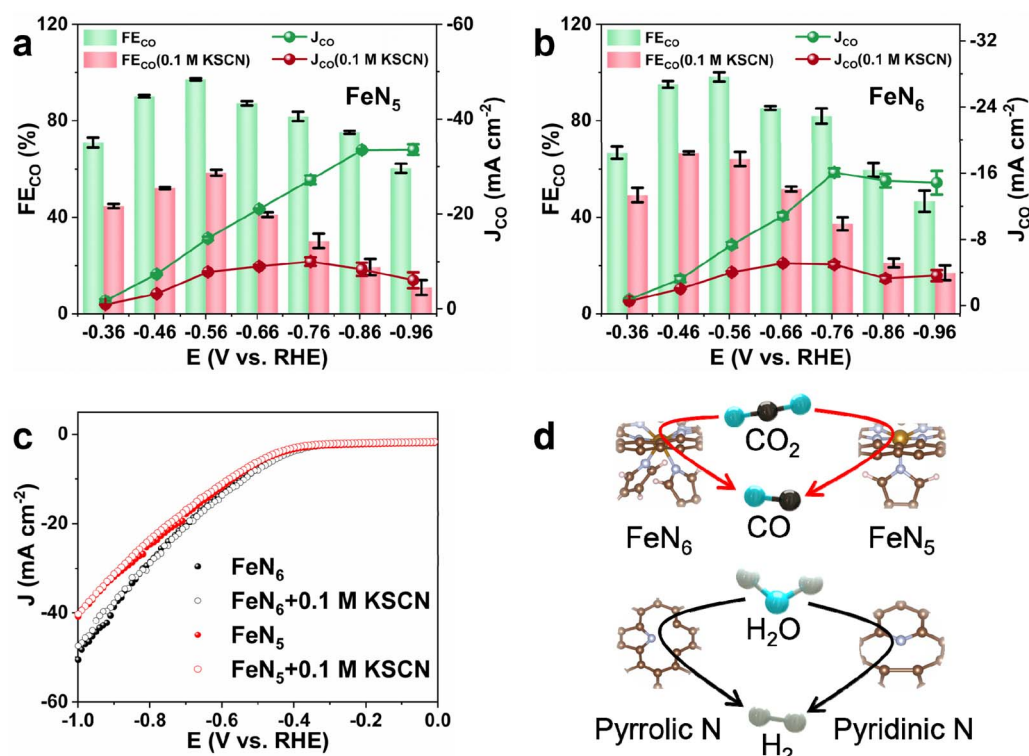 a
FE_CO
J_CO
FE_CO(0.1 M KSCN)
J_CO(0.1 M KSCN)
FeN₅
FE_CO (%)
120
80
40
0
-60
-40
-20
0
J_CO (mA cm⁻²)
-0.36 -0.46 -0.56 -0.66 -0.76 -0.86 -0.96
E (V vs. RHE)
b
FE_CO
J_CO
FE_CO(0.1 M KSCN)
J_CO(0.1 M KSCN)
FeN₆
FE_CO (%)
120
80
40
0
-32
-24
-16
-8
0
J_CO (mA cm⁻²)
-0.36 -0.46 -0.56 -0.66 -0.76 -0.86 -0.96
E (V vs. RHE)
c
J (mA cm⁻²)
0
-20
-40
-60
FeN₆
FeN₆+0.1 M KSCN
FeN₅
FeN₅+0.1 M KSCN
-1.0 -0.8 -0.6 -0.4 -0.2 0.0
E (V vs. RHE)
d
CO₂
CO
FeN₆
FeN₅
H₂O
Pyrrolic N
Pyridinic N
H₂